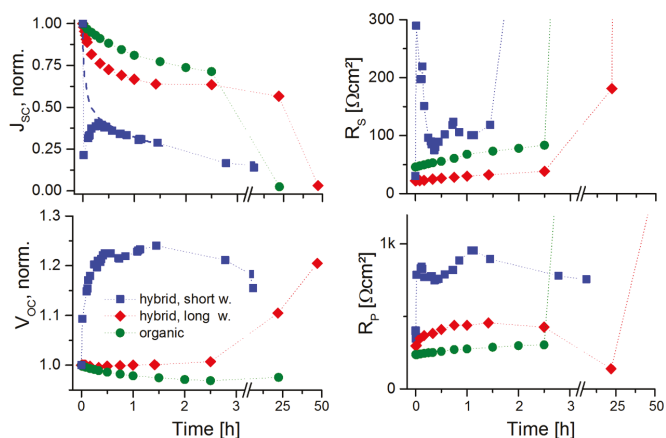 1.00
0.75
0.50
0.25
0.00
J_SC, norm.
300
200
100
0
R_S [Ωcm²]
1.3
1.2
1.1
1.0
V_OC, norm.
hybrid, short w.
hybrid, long w.
organic
0 1 2 3 25 50
Time [h]
1k
0
R_P [Ωcm²]
0 1 2 3 25 50
Time [h]